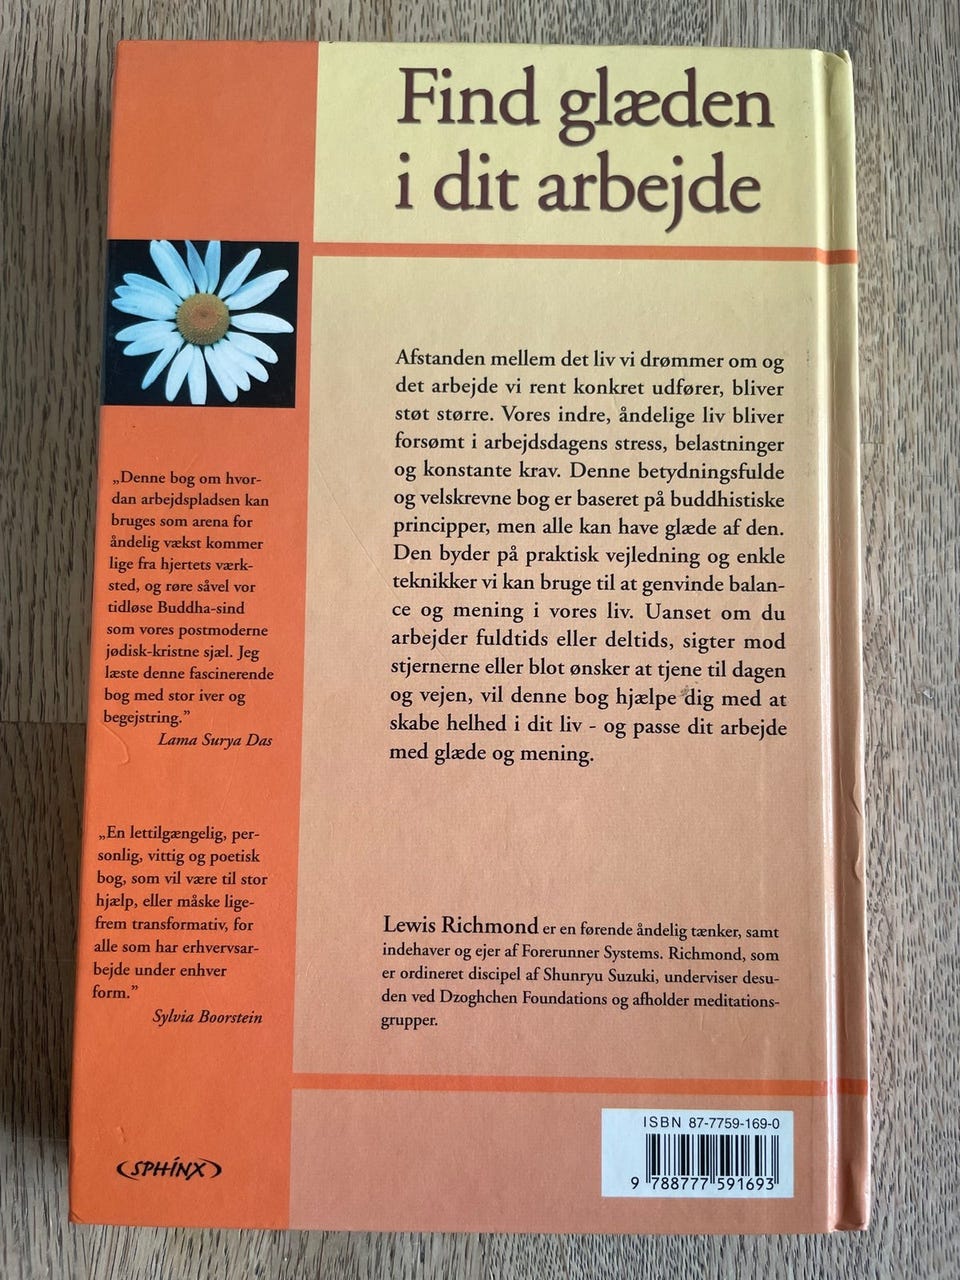 Find glæden
i dit arbejde
Afstanden mellem det liv vi drømmer om og
det arbejde vi rent konkret udfører, bliver
støt større. Vores indre, åndelige liv bliver
forsømt i arbejdsdagens stress, belastninger
og konstante krav. Denne betydningsfulde
og velskrevne bog er baseret på buddhistiske
principper, men alle kan have glæde af den.
Den byder på praktisk vejledning og enkle
teknikker vi kan bruge til at genvinde balan-
ce og mening i vores liv. Uanset om du
arbejder fuldtids eller deltids, sigter mod
stjernerne eller blot ønsker at tjene til dagen
og vejen, vil denne bog hjælpe dig med at
skabe helhed i dit liv - og passe dit arbejde
med glæde og mening.
„Denne bog om hvor-
dan arbejdspladsen kan
bruges som arena for
åndelig vækst kommer
lige fra hjertets værk-
sted, og røre såvel vor
tidløse Buddha-sind
som vores postmoderne
jødisk-kristne sjæl. Jeg
læste denne fascinerende
bog med stor iver og
begejstring.”
Lama Surya Das
„En lettilgængelig, per-
sonlig, vittig og poetisk
bog, som vil være til stor
hjælp, eller måske lige-
frem transformativ, for
alle som har erhvervsar-
bejde under enhver
form.”
Sylvia Boorstein
Lewis Richmond er en førende åndelig tænker, samt
indehaver og ejer af Forerunner Systems. Richmond, som
er ordineret discipel af Shunryu Suzuki, underviser desu-
den ved Dzoghchen Foundations og afholder meditations-
grupper.
SPHINX
ISBN 87-7759-169-0
9 788777 591693